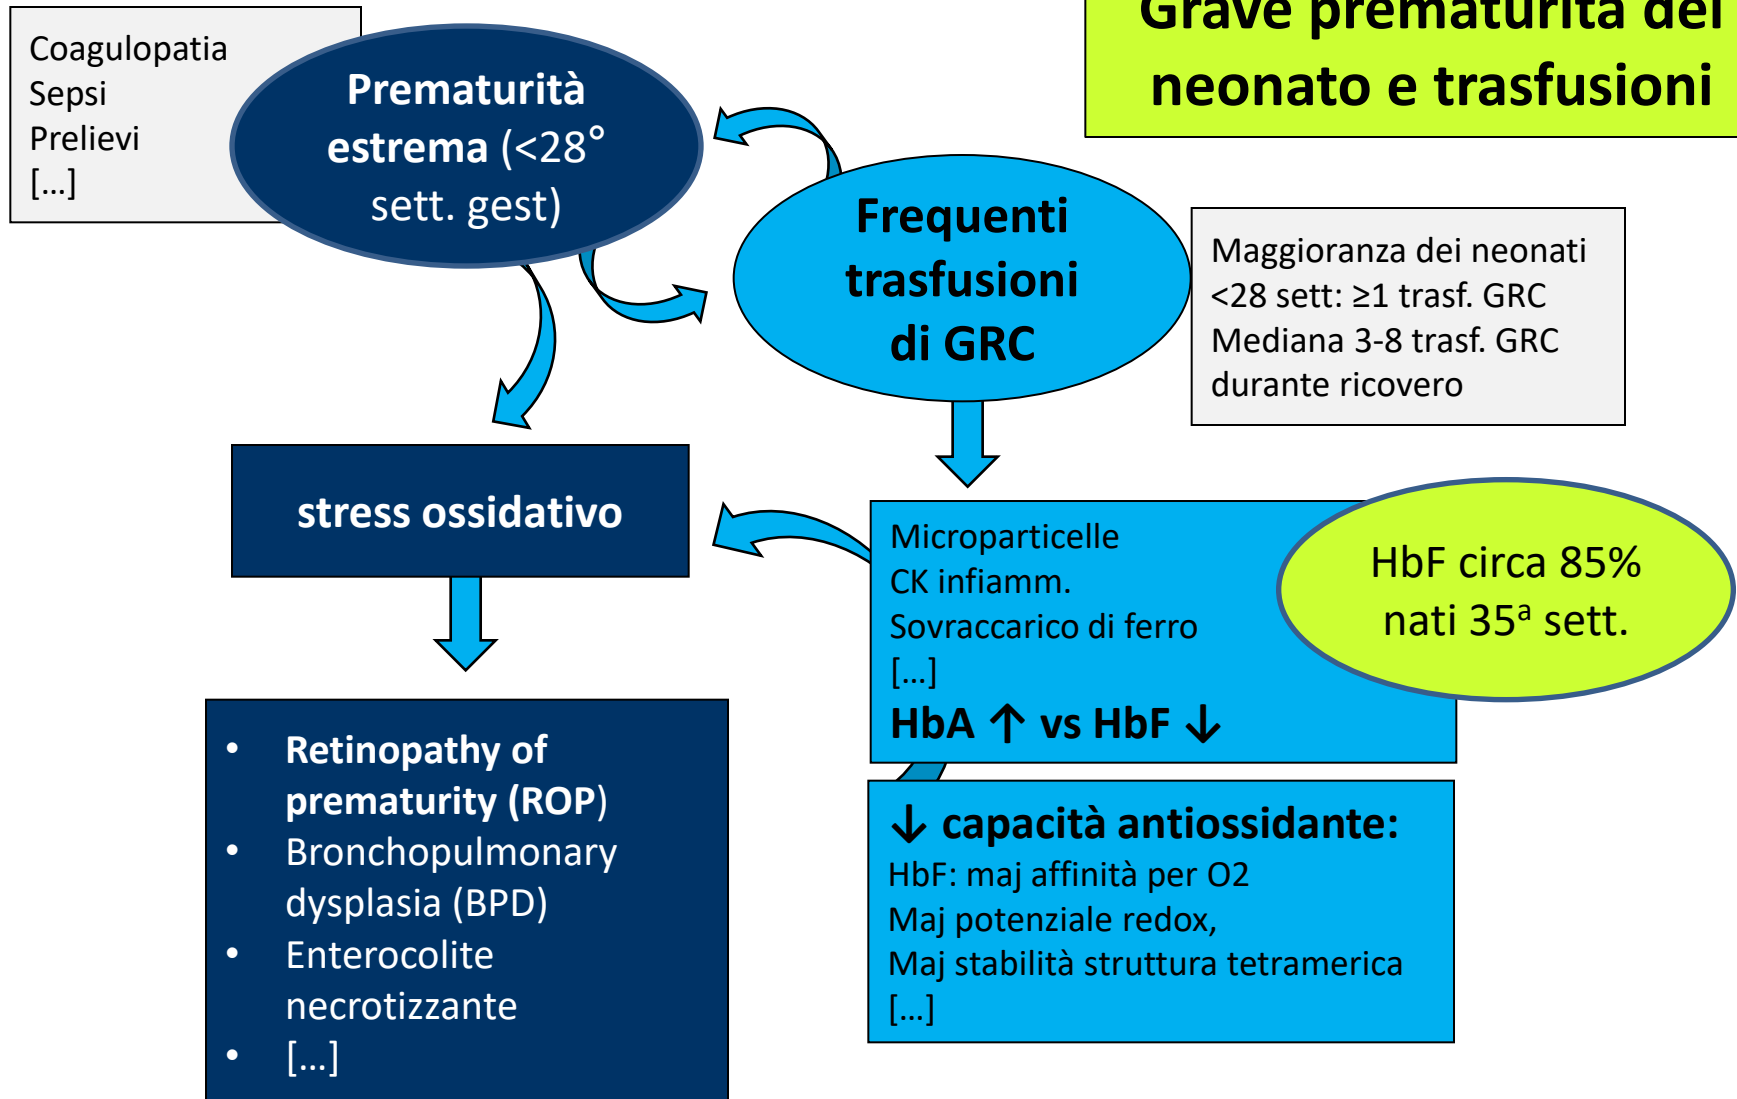 Grave prematurità del
neonato e trasfusioni
Coagulopatia
Sepsi
Prelievi
[…]
Prematurità
estrema (<28°
sett. gest)
Frequenti
trasfusioni
di GRC
Maggioranza dei neonati
<28 sett: ≥1 trasf. GRC
Mediana 3-8 trasf. GRC
durante ricovero
stress ossidativo
Microparticelle
CK infiamm.
Sovraccarico di ferro
[…]
HbA ↑ vs HbF ↓
HbF circa 85%
nati 35ª sett.
• Retinopathy of
prematurity (ROP)
• Bronchopulmonary
dysplasia (BPD)
• Enterocolite
necrotizzante
• […]
↓ capacità antiossidante:
HbF: maj affinità per O2
Maj potenziale redox,
Maj stabilità struttura tetramerica
[…]